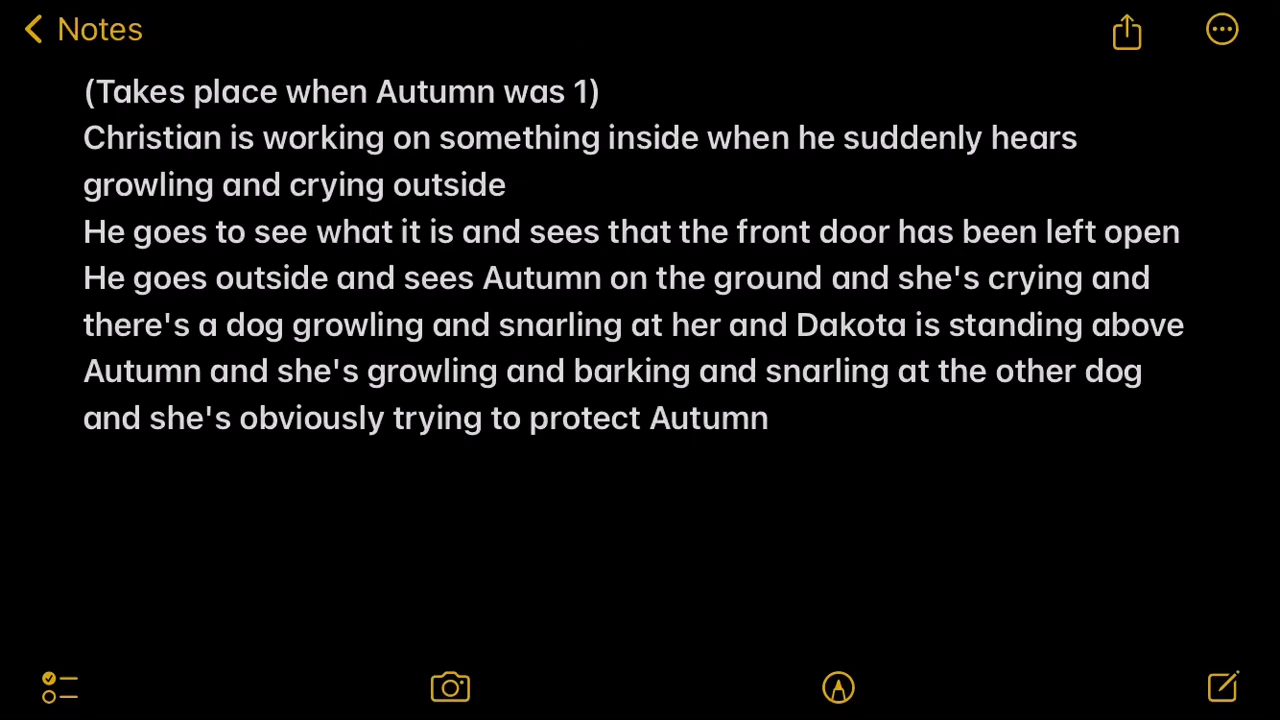 Notes
(Takes place when Autumn was 1)
Christian is working on something inside when he suddenly hears
growling and crying outside
He goes to see what it is and sees that the front door has been left open
He goes outside and sees Autumn on the ground and she's crying and
there's a dog growling and snarling at her and Dakota is standing above
Autumn and she's growling and barking and snarling at the other dog
and she's obviously trying to protect Autumn